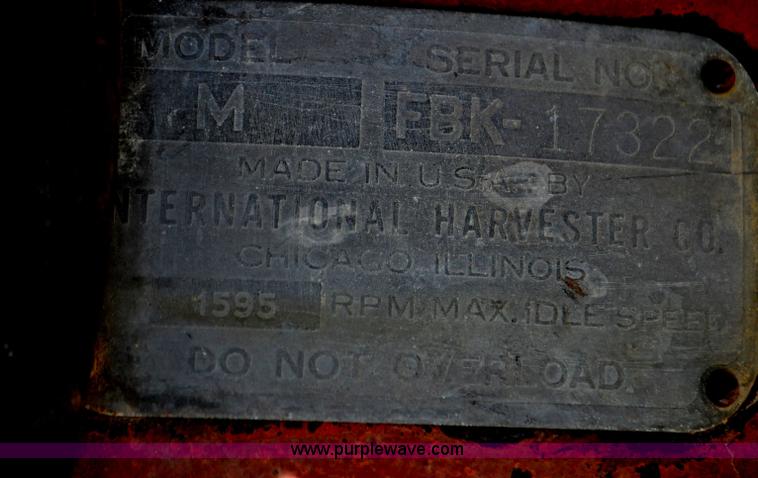 MODEL SERIAL NO.
M FBK-17322
MADE IN U.S.A. BY
INTERNATIONAL HARVESTER CO.
CHICAGO ILLINOIS
1595 RPM MAX. IDLE SPEED
DO NOT OVERLOAD.
www.purplewave.com